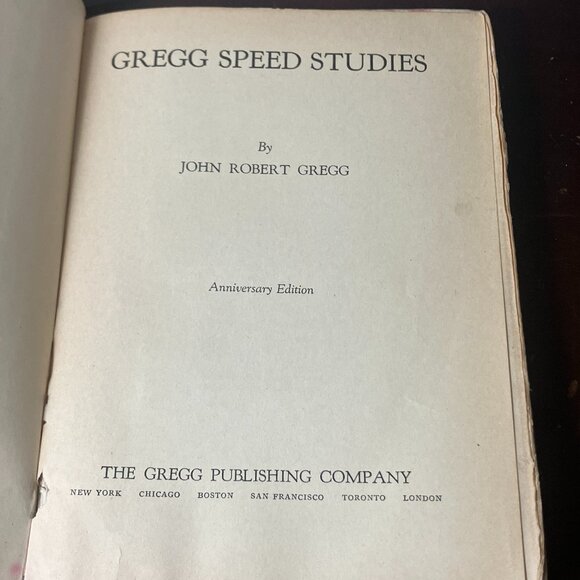 GREGG SPEED STUDIES
By
JOHN ROBERT GREGG
Anniversary Edition
THE GREGG PUBLISHING COMPANY
NEW YORK CHICAGO BOSTON SAN FRANCISCO TORONTO LONDON